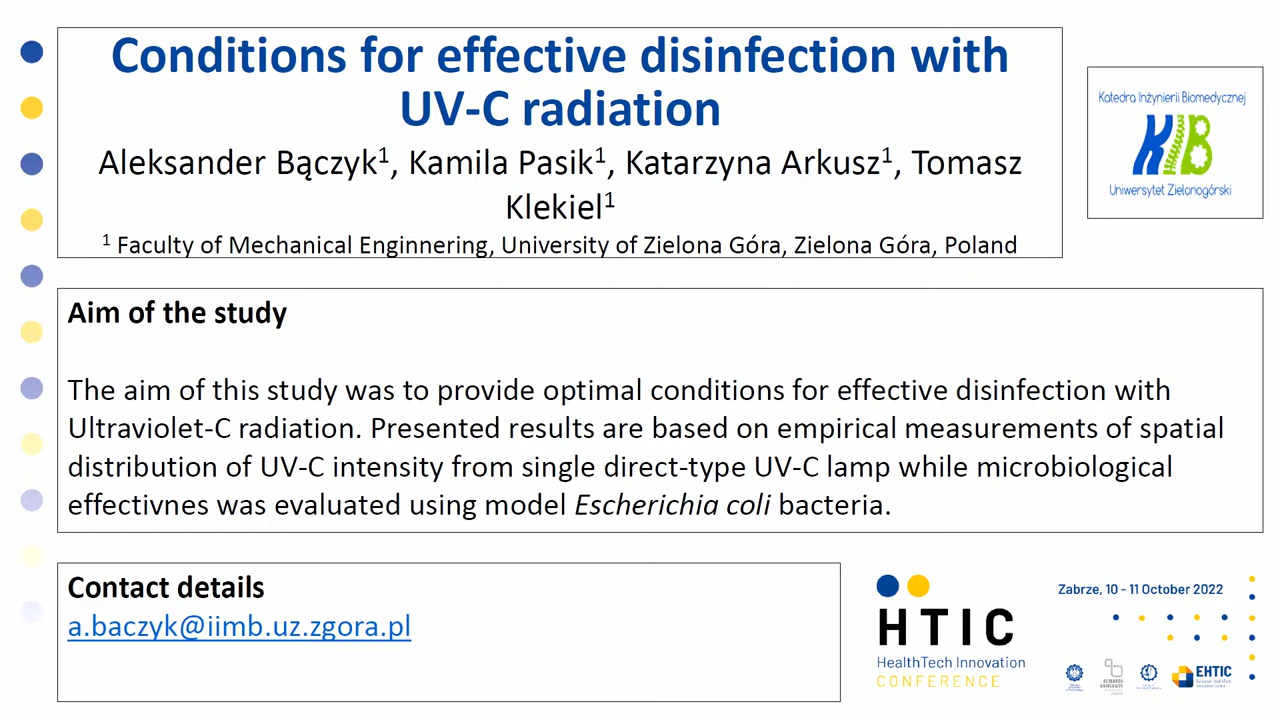 Conditions for effective disinfection with
UV-C radiation
Aleksander Bączyk¹, Kamila Pasik¹, Katarzyna Arkusz¹, Tomasz
Klekiel¹
¹ Faculty of Mechanical Enginnering, University of Zielona Góra, Zielona Góra, Poland
Katedra Inżynierii Biomedycznej
KIB
Uniwersytet Zielonogórski
Aim of the study
The aim of this study was to provide optimal conditions for effective disinfection with
Ultraviolet-C radiation. Presented results are based on empirical measurements of spatial
distribution of UV-C intensity from single direct-type UV-C lamp while microbiological
effectivnes was evaluated using model Escherichia coli bacteria.
Contact details
a.baczyk@iimb.uz.zgora.pl
HTIC
HealthTech Innovation
CONFERENCE
Zabrze, 10 - 11 October 2022
EHTIC